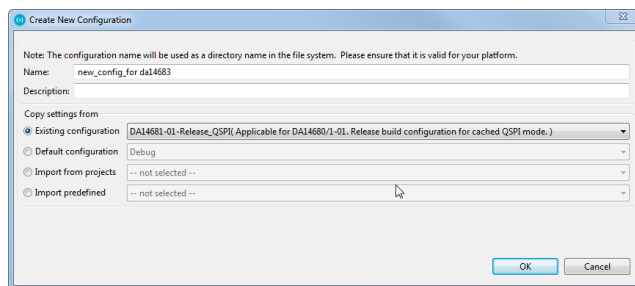 Create New Configuration
Note: The configuration name will be used as a directory name in the file system. Please ensure that it is valid for your platform.
Name: new_config_for da14683
Description:
Copy settings from
Existing configuration DA14681-01-Release_QSPI( Applicable for DA14680/1-01. Release build configuration for cached QSPI mode. )
Default configuration Debug
Import from projects -- not selected --
Import predefined -- not selected --
OK Cancel